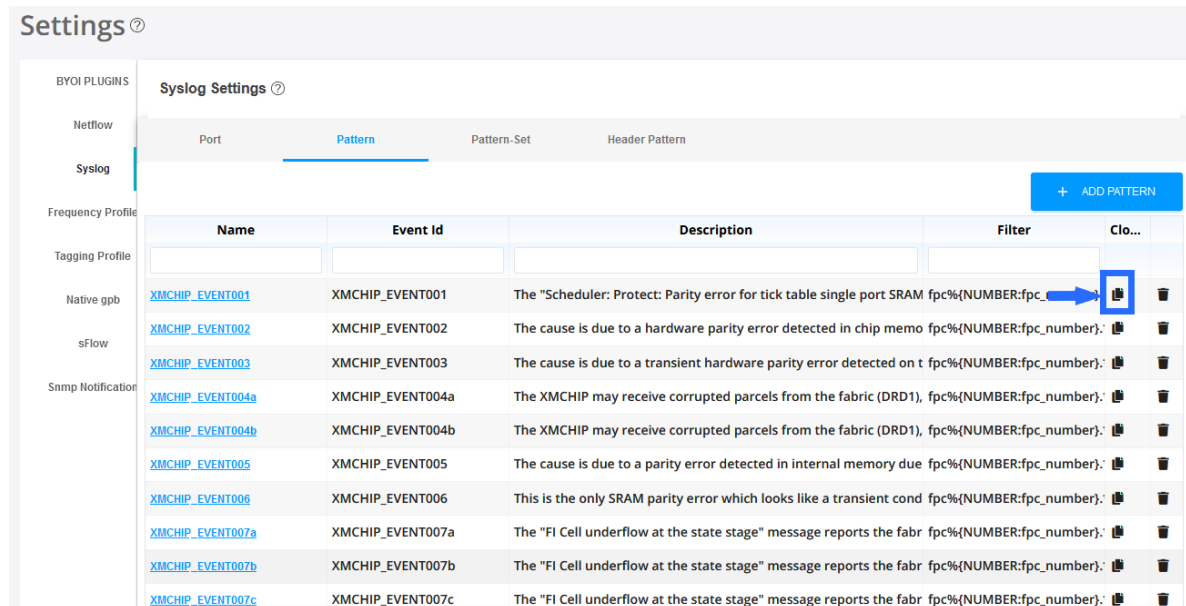 Settings
BYOI PLUGINS
Netflow
Syslog
Frequency Profile
Tagging Profile
Native gpb
sFlow
Snmp Notification
Syslog Settings
Port Pattern Pattern-Set Header Pattern
+ ADD PATTERN
Name Event Id Description Filter Clo...
XMCHIP_EVENT001 XMCHIP_EVENT001 The "Scheduler: Protect: Parity error for tick table single port SRAM fpc%{NUMBER:fpc_
XMCHIP_EVENT002 XMCHIP_EVENT002 The cause is due to a hardware parity error detected in chip memo fpc%{NUMBER:fpc_number}.
XMCHIP_EVENT003 XMCHIP_EVENT003 The cause is due to a transient hardware parity error detected on t fpc%{NUMBER:fpc_number}.
XMCHIP_EVENT004a XMCHIP_EVENT004a The XMCHIP may receive corrupted parcels from the fabric (DRD1), fpc%{NUMBER:fpc_number}.
XMCHIP_EVENT004b XMCHIP_EVENT004b The XMCHIP may receive corrupted parcels from the fabric (DRD1), fpc%{NUMBER:fpc_number}.
XMCHIP_EVENT005 XMCHIP_EVENT005 The cause is due to a parity error detected in internal memory due fpc%{NUMBER:fpc_number}.
XMCHIP_EVENT006 XMCHIP_EVENT006 This is the only SRAM parity error which looks like a transient cond fpc%{NUMBER:fpc_number}.
XMCHIP_EVENT007a XMCHIP_EVENT007a The "FI Cell underflow at the state stage" message reports the fabr fpc%{NUMBER:fpc_number}.
XMCHIP_EVENT007b XMCHIP_EVENT007b The "FI Cell underflow at the state stage" message reports the fabr fpc%{NUMBER:fpc_number}.
XMCHIP_EVENT007c XMCHIP_EVENT007c The "FI Cell underflow at the state stage" message reports the fabr fpc%{NUMBER:fpc_number}.